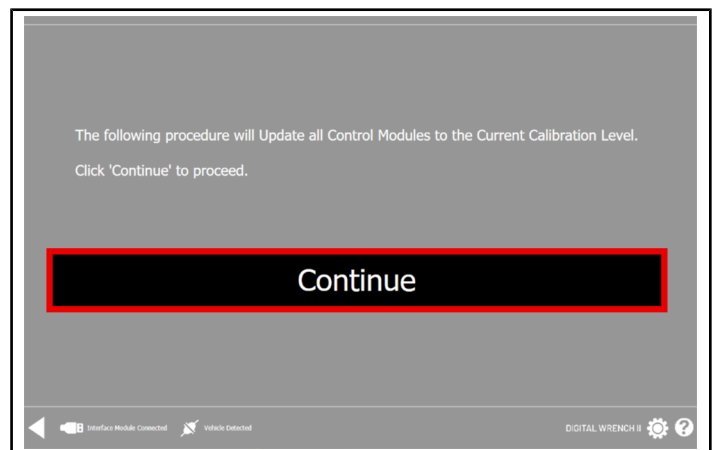 The following procedure will Update all Control Modules to the Current Calibration Level.
Click 'Continue' to proceed.
Continue
Interface Module Connected
Vehicle Detected
DIGITAL WRENCH II
?